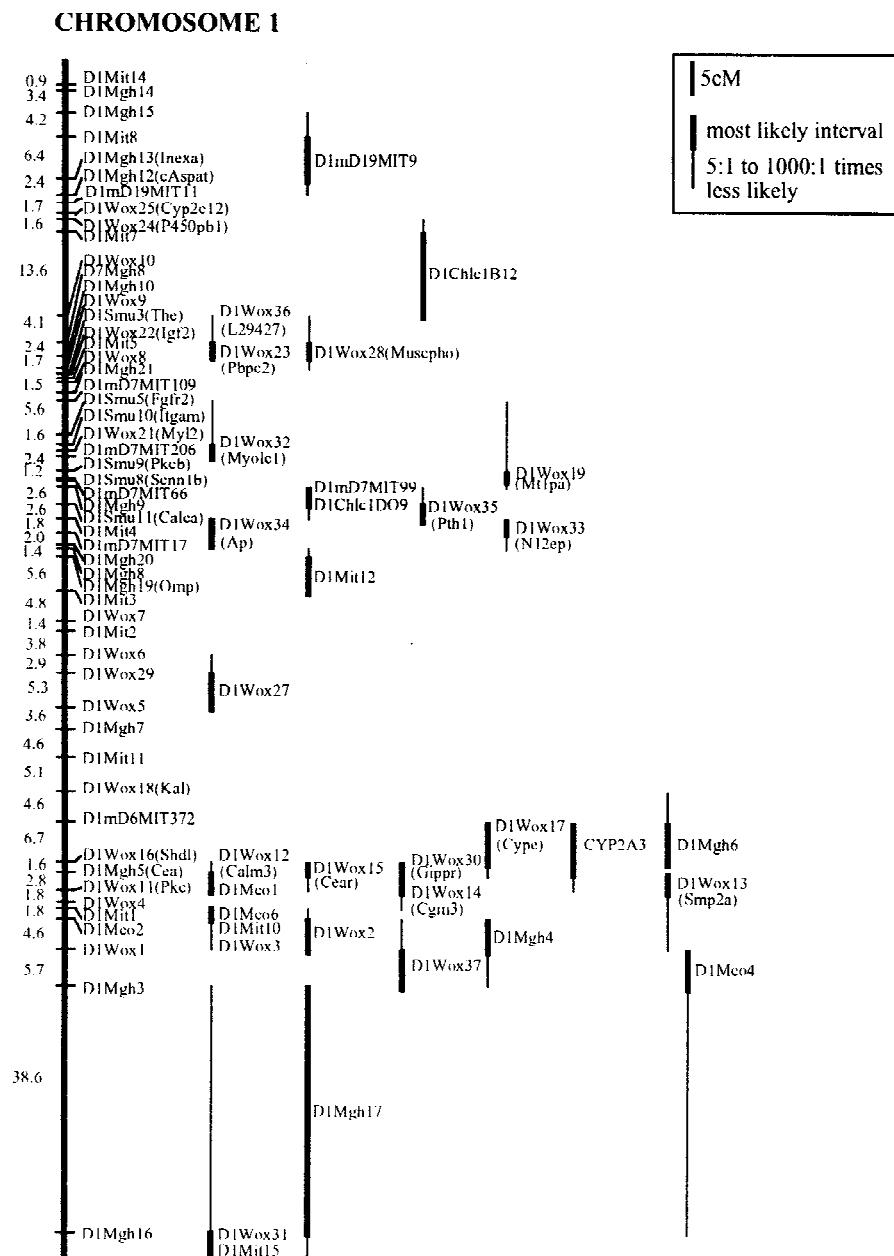 CHROMOSOME 1
5cM
most likely interval
5:1 to 1000:1 times
less likely
0.9
3.4
4.2
6.4
2.4
1.7
1.6
13.6
4.1
2.4
1.7
1.5
5.6
1.6
2.4
1.2
2.6
2.6
1.8
2.0
1.4
5.6
4.8
1.4
3.8
2.9
5.3
3.6
4.6
5.1
4.6
6.7
1.6
2.8
1.8
1.8
4.6
5.7
38.6
D1Mit14
D1Mgh14
D1Mgh15
D1Mit8
D1Mgh13(Inexa)
D1Mgh12(cAspat)
D1mD19MIT11
D1Wox25(Cyp2c12)
D1Wox24(P450pb1)
D1Mit7
D1Wox10
D7Mgh8
D1Mgh10
D1Wox9
D1Smu3(The)
D1Wox22(Igf2)
D1Mit5
D1Wox8
D1Mgh21
D1mD7MIT109
D1Smu5(Fgfr2)
D1Smu10(Itgam)
D1Wox21(Myl2)
D1mD7MIT206
D1Smu9(Pkcb)
D1Smu8(Scnn1b)
D1mD7MIT66
D1Mgh9
D1Smu11(Calca)
D1Mit4
D1mD7MIT17
D1Mgh20
D1Mgh8
D1Mgh19(Omp)
D1Mit3
D1Wox7
D1Mit2
D1Wox6
D1Wox29
D1Wox5
D1Mgh7
D1Mit11
D1Wox18(Kal)
D1mD6MIT372
D1Wox16(Shdl)
D1Mgh5(Cea)
D1Wox11(Pkc)
D1Wox4
D1Mit1
D1Mco2
D1Wox1
D1Mgh3
D1Mgh16
D1mD19MIT9
D1Chlc1B12
D1Wox36
(L29427)
D1Wox23
(Pbpc2)
D1Wox28(Muscpho)
D1Wox32
(Myolc1)
D1Wox19
(Mt1pa)
D1mD7MIT99
D1Chlc1DO9
D1Wox35
(Pth1)
D1Wox34
(Ap)
D1Wox33
(N12ep)
D1Mit12
D1Wox27
D1Wox17
(Cype)
CYP2A3
D1Mgh6
D1Wox12
(Calm3)
D1Mco1
D1Wox15
(Cear)
D1Wox30
(Gippr)
D1Wox14
(Cgm3)
D1Wox13
(Smp2a)
D1Mco6
D1Mit10
D1Wox3
D1Wox2
D1Mgh4
D1Wox37
D1Mco4
D1Mgh17
D1Wox31
D1Mit15